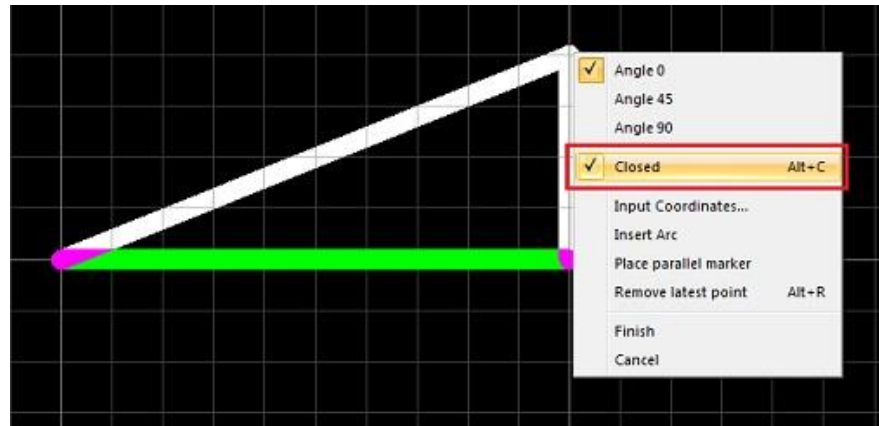 Angle 0
Angle 45
Angle 90
Closed Alt+C
Input Coordinates...
Insert Arc
Place parallel marker
Remove latest point Alt+R
Finish
Cancel